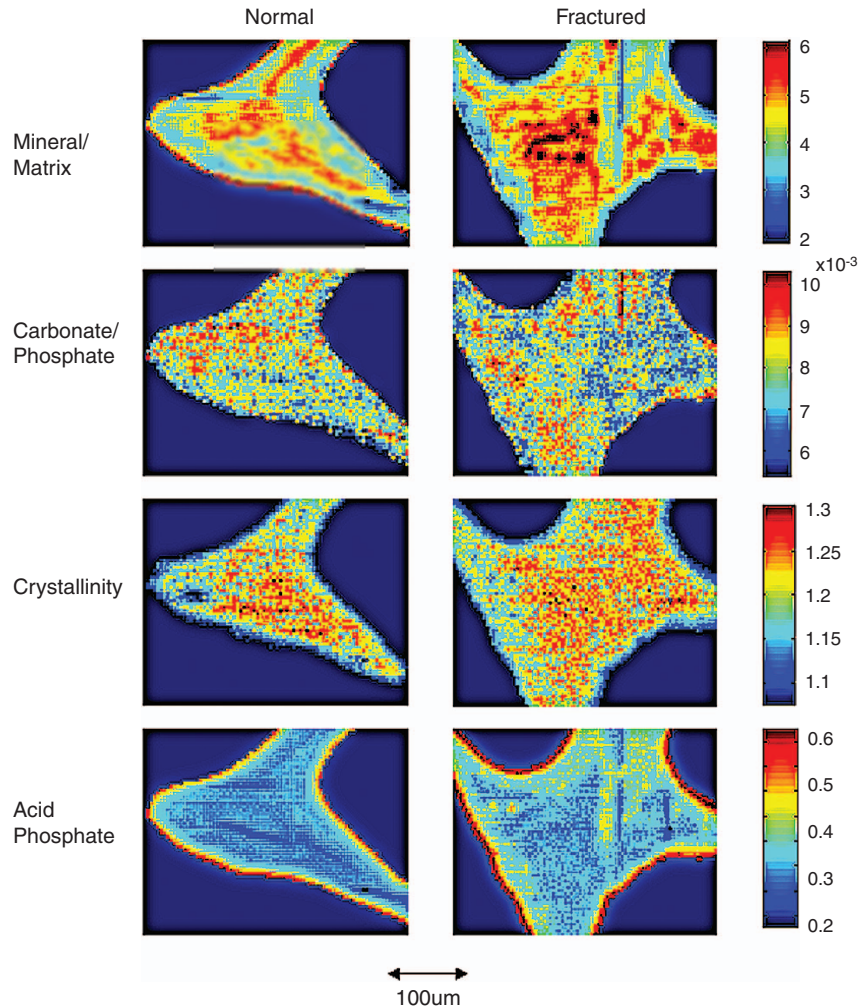 Normal
Fractured
Mineral/
Matrix
6
5
4
3
2
x10⁻³
Carbonate/
Phosphate
10
9
8
7
6
Crystallinity
1.3
1.25
1.2
1.15
1.1
Acid
Phosphate
0.6
0.5
0.4
0.3
0.2
100um